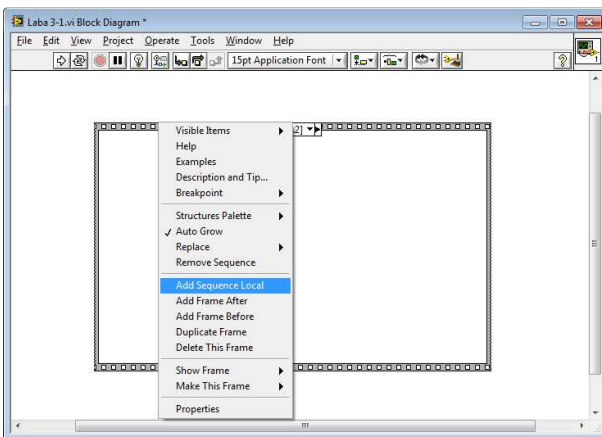 Laba 3-1.vi Block Diagram *
File Edit View Project Operate Tools Window Help
15pt Application Font
2]
Visible Items
Help
Examples
Description and Tip...
Breakpoint
Structures Palette
Auto Grow
Replace
Remove Sequence
Add Sequence Local
Add Frame After
Add Frame Before
Duplicate Frame
Delete This Frame
Show Frame
Make This Frame
Properties